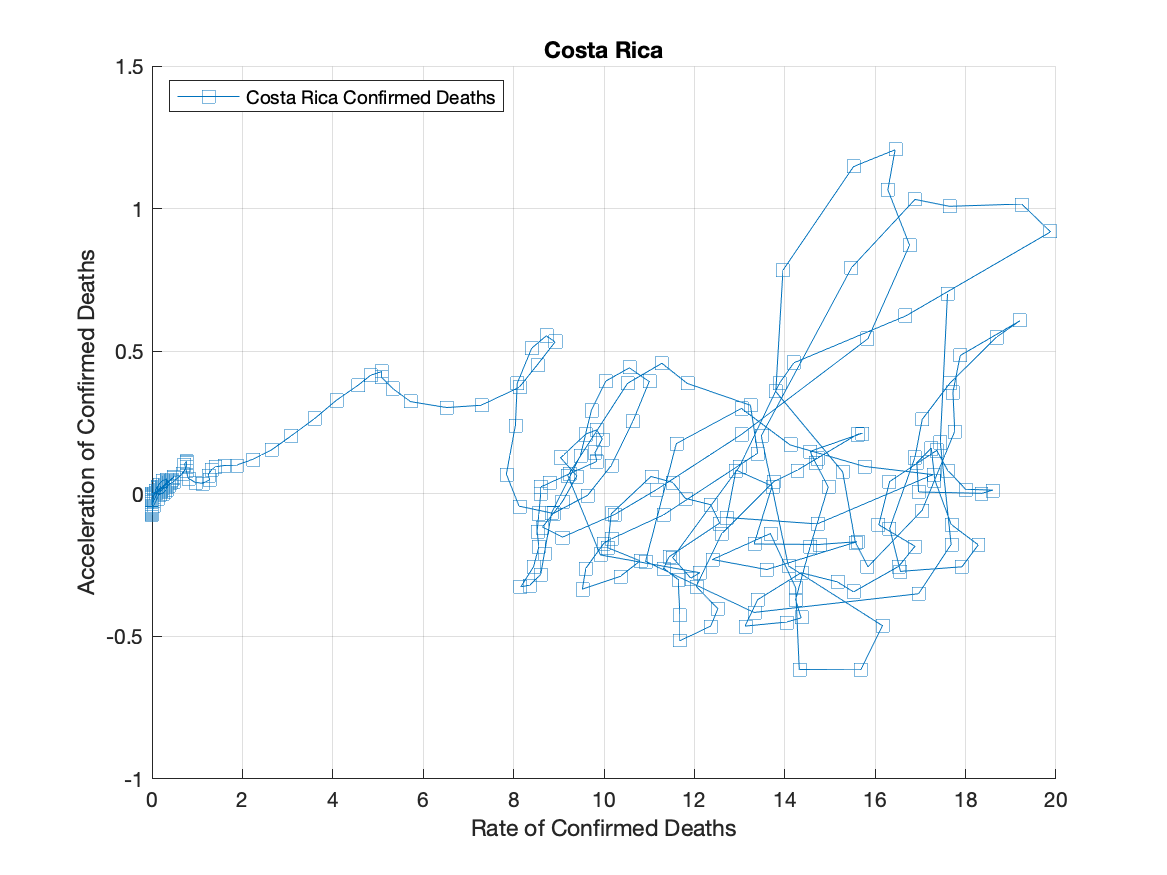 Costa Rica
1.5
Costa Rica Confirmed Deaths
1
0.5
0
-0.5
-1
Acceleration of Confirmed Deaths
0 2 4 6 8 10 12 14 16 18 20
Rate of Confirmed Deaths